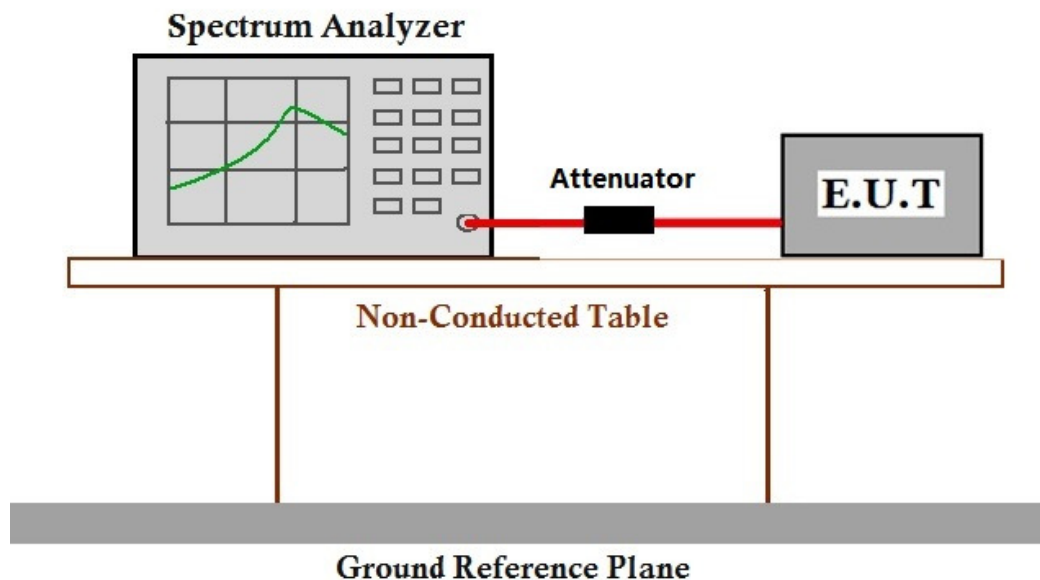 Spectrum Analyzer
Attenuator
E.U.T
Non-Conducted Table
Ground Reference Plane